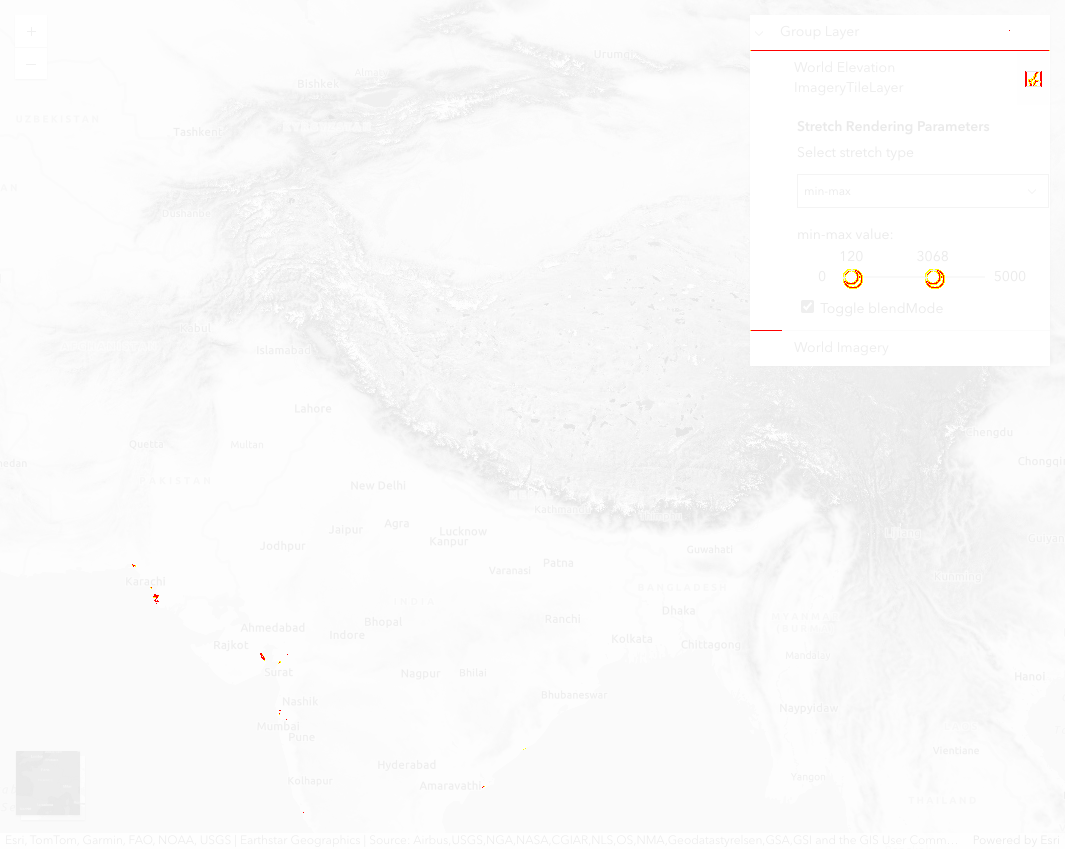 +
Group Layer
Urumqi
World Elevation
ImageryTileLayer
Bishkek
UZBEKISTAN
Stretch Rendering Parameters
Tashkent
Select stretch type
min-max
Dushanbe
min-max value:
120 3068
0 5000
Toggle blendMode
Islamabad
World Imagery
Lahore
Chengdu
Quetta Multan
Chongqing
PAKISTAN
New Delhi
Kathmandu
Jaipur Agra Lucknow
Kanpur
Jodhpur Guwahati
Varanasi Patna
Karachi
Kunming
BANGLADESH
INDIA
Dhaka
Ahmedabad Bhopal Ranchi
Indore Kolkata Chittagong
Rajkot
Mandalay
Surat Nagpur Bhilai Hanoi
Nashik Bhubaneswar
Mumbai Naypyidaw
Pune
Vientiane
Hyderabad
Kolhapur Amaravathi Yangon
THAILAND
Esri, TomTom, Garmin, FAO, NOAA, USGS | Earthstar Geographics | Source: Airbus,USGS,NGA,NASA,CGIAR,NLS,OS,NMA,Geodatastyrelsen,GSA,GSI and the GIS User Comm... Powered by Esri